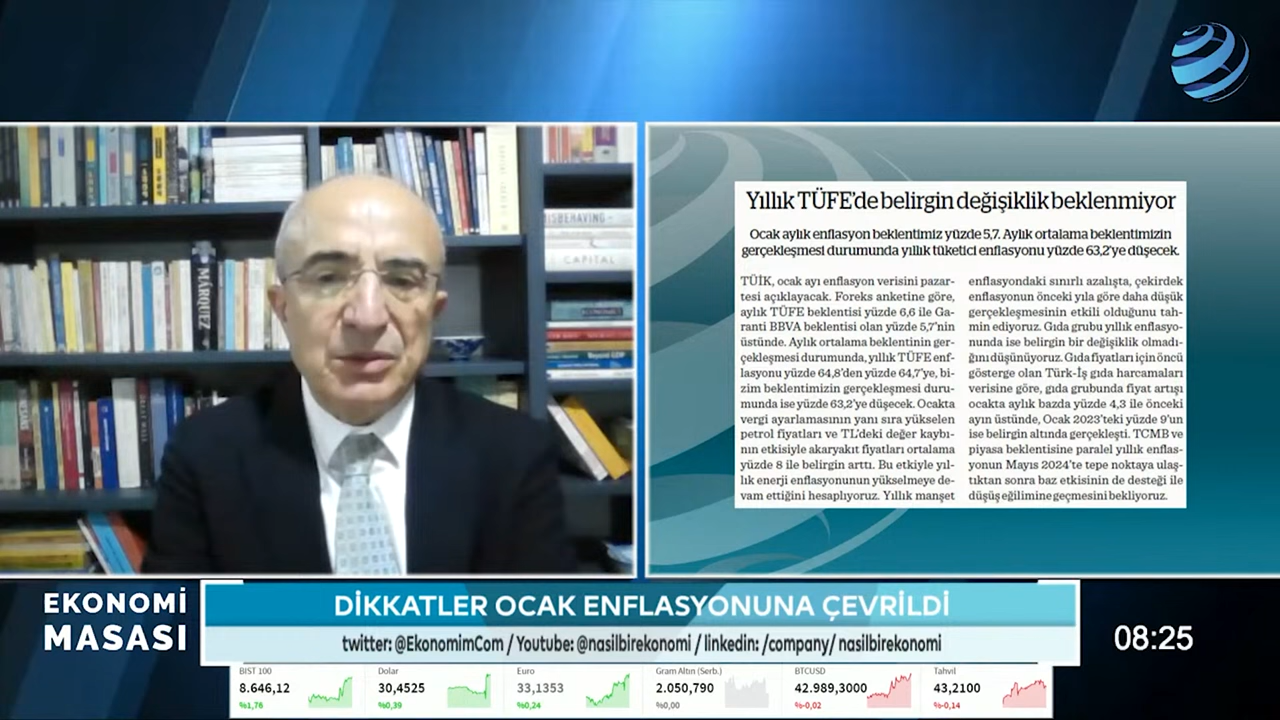 MÁRQUEZ
MISBEHAVING
CAPITAL
Yıllık TÜFE'de belirgin değişiklik beklenmiyor
Ocak aylık enflasyon beklentimiz yüzde 5,7. Aylık ortalama beklentimizin
gerçekleşmesi durumunda yıllık tüketici enflasyonu yüzde 63,2'ye düşecek.
TÜİK, ocak ayı enflasyon verisini pazar-
tesi açıklayacak. Foreks anketine göre,
aylık TÜFE beklentisi yüzde 6,6 ile Ga-
ranti BBVA beklentisi olan yüzde 5,7'nin
üstünde. Aylık ortalama beklentinin ger-
çekleşmesi durumunda, yıllık TÜFE enf-
lasyonu yüzde 64,8'den yüzde 64,7'ye, bi-
zim beklentimizin gerçekleşmesi duru-
munda ise yüzde 63,2'ye düşecek. Ocakta
vergi ayarlamasının yanı sıra yükselen
petrol fiyatları ve TL'deki değer kaybı-
nın etkisiyle akaryakıt fiyatları ortalama
yüzde 8 ile belirgin arttı. Bu etkiyle yıl-
lık enerji enflasyonunun yükselmeye de-
vam ettiğini hesaplıyoruz. Yıllık manşet
enflasyondaki sınırlı azalışta, çekirdek
enflasyonun önceki yıla göre daha düşük
gerçekleşmesinin etkili olduğunu tah-
min ediyoruz. Gıda grubu yıllık enflasyo-
nunda ise belirgin bir değişiklik olmadı-
ğını düşünüyoruz. Gıda fiyatları için öncü
gösterge olan Türk-İş gıda harcamaları
verisine göre, gıda grubunda fiyat artışı
ocakta aylık bazda yüzde 4,3 ile önceki
ayın üstünde, Ocak 2023'teki yüzde 9'un
ise belirgin altında gerçekleşti. TCMB ve
piyasa beklentisine paralel yıllık enflas-
yonun Mayıs 2024'te tepe noktaya ulaş-
tıktan sonra baz etkisinin de desteği ile
düşüş eğilimine geçmesini bekliyoruz.
EKONOMİ
MASASI
DİKKATLER OCAK ENFLASYONUNA ÇEVRİLDİ
twitter: @EkonomimCom / Youtube: @nasilbirekonomi / linkedin: /company/ nasilbirekonomi
08:25
BIST 100 Dolar Euro Gram Altın (Serb.) BTCUSD Tahvil
8.646,12 30,4525 33,1353 2.050,790 42.989,3000 43,2100
%1,76 %0,39 %0,24 %0,00 %-0,02 %-0,14